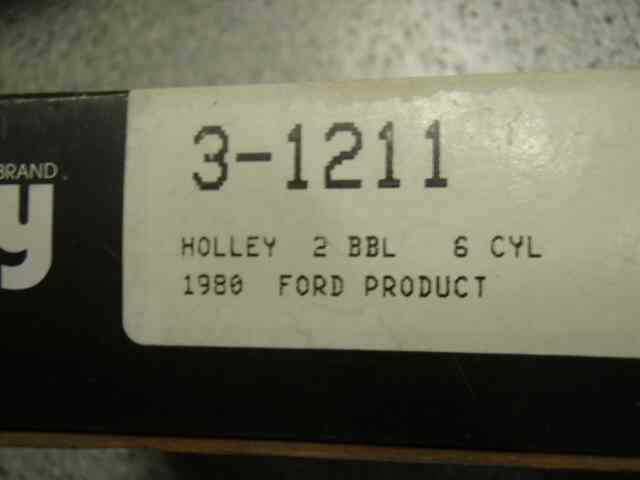 BRAND
y
3-1211
HOLLEY 2 BBL 6 CYL
1980 FORD PRODUCT